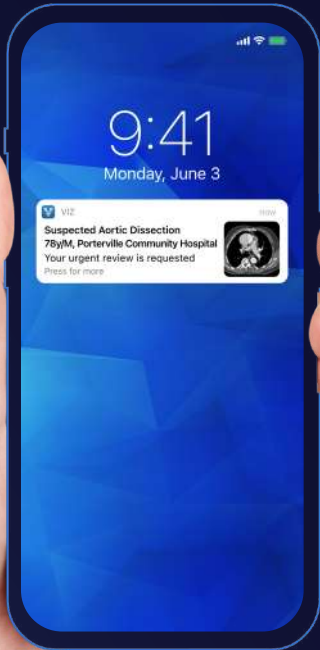 9:41
Monday, June 3
VIZ now
Suspected Aortic Dissection
78y/M, Porterville Community Hospital
Your urgent review is requested
Press for more